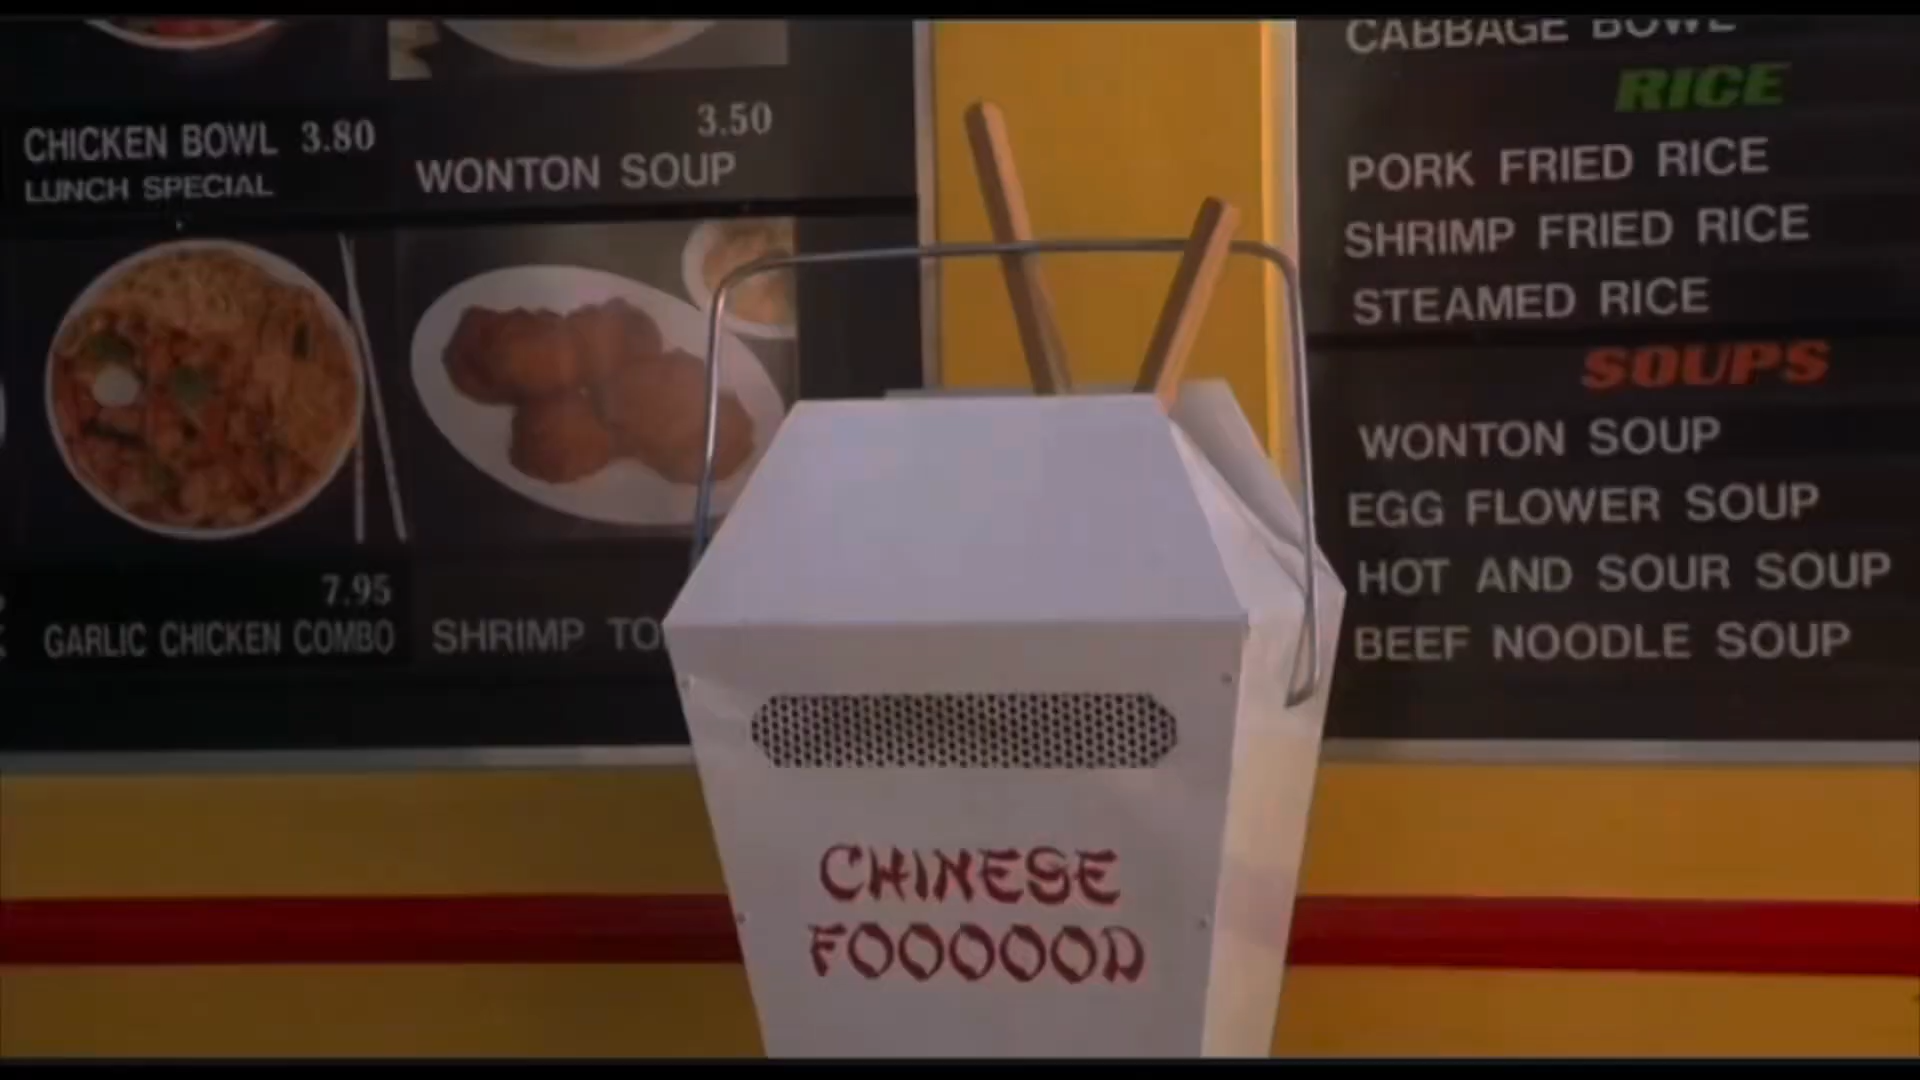 CHICKEN BOWL 3.80
LUNCH SPECIAL
3.50
WONTON SOUP
7.95
GARLIC CHICKEN COMBO
SHRIMP
CABBAGE BOWL
RICE
PORK FRIED RICE
SHRIMP FRIED RICE
STEAMED RICE
SOUPS
WONTON SOUP
EGG FLOWER SOUP
HOT AND SOUR SOUP
BEEF NOODLE SOUP
CHINESE
FOOOOOD